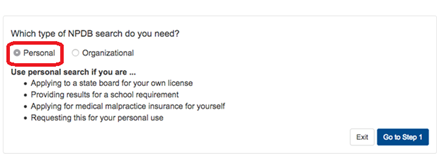 Which type of NPDB search do you need?
Personal Organizational
Use personal search if you are ...
Applying to a state board for your own license
Providing results for a school requirement
Applying for medical malpractice insurance for yourself
Requesting this for your personal use
Exit Go to Step 1